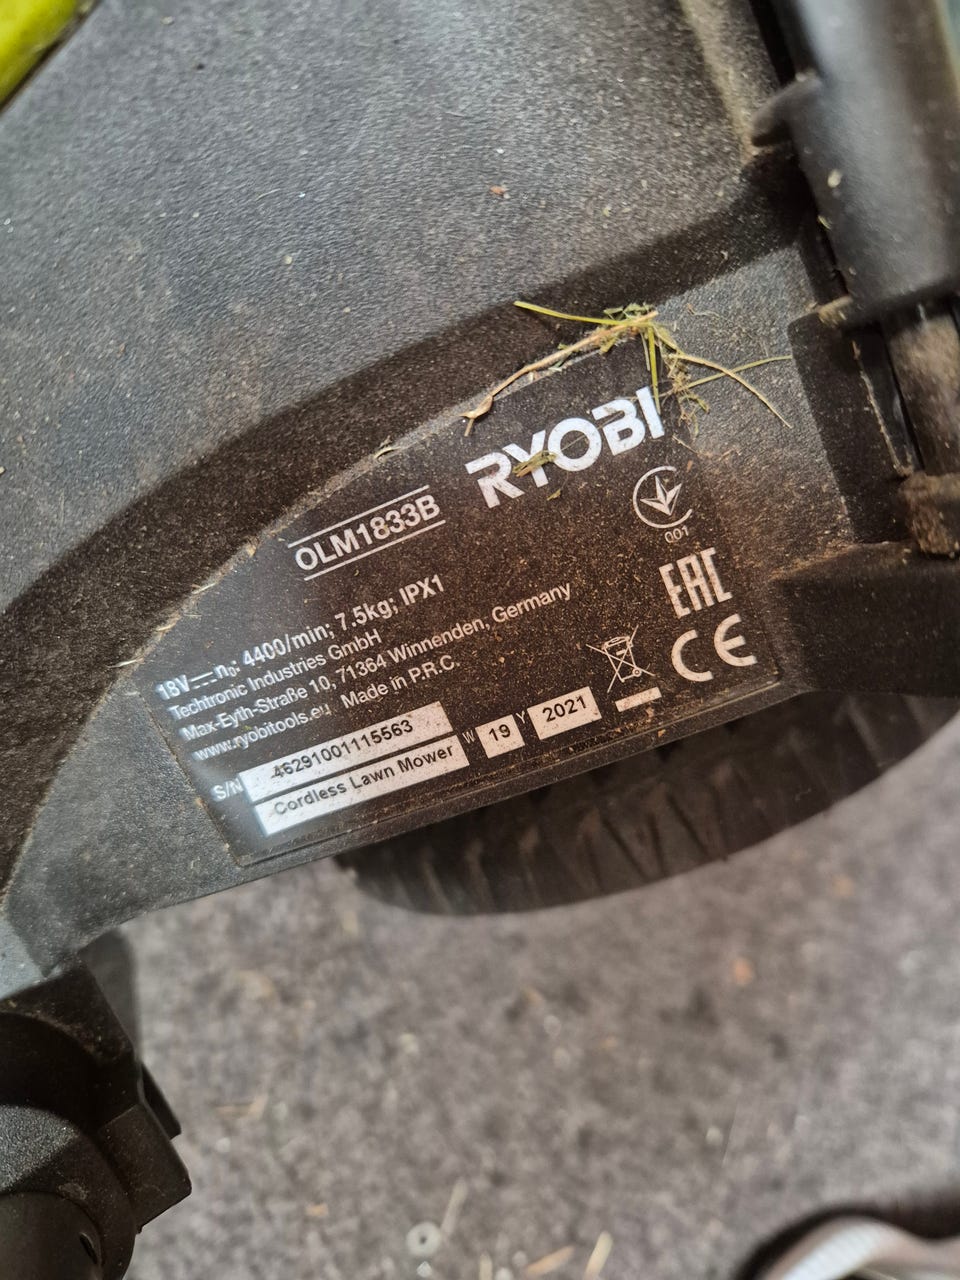 RYOBI
OLM1833B
001
18V⎓n₀: 4400/min; 7.5kg; IPX1
Techtronic Industries GmbH
Max-Eyth-Straße 10, 71364 Winnenden, Germany
www.ryobitools.eu Made in P.R.C.
EAC
CE
S/N 46291001115563
Cordless Lawn Mower W 19 Y 2021